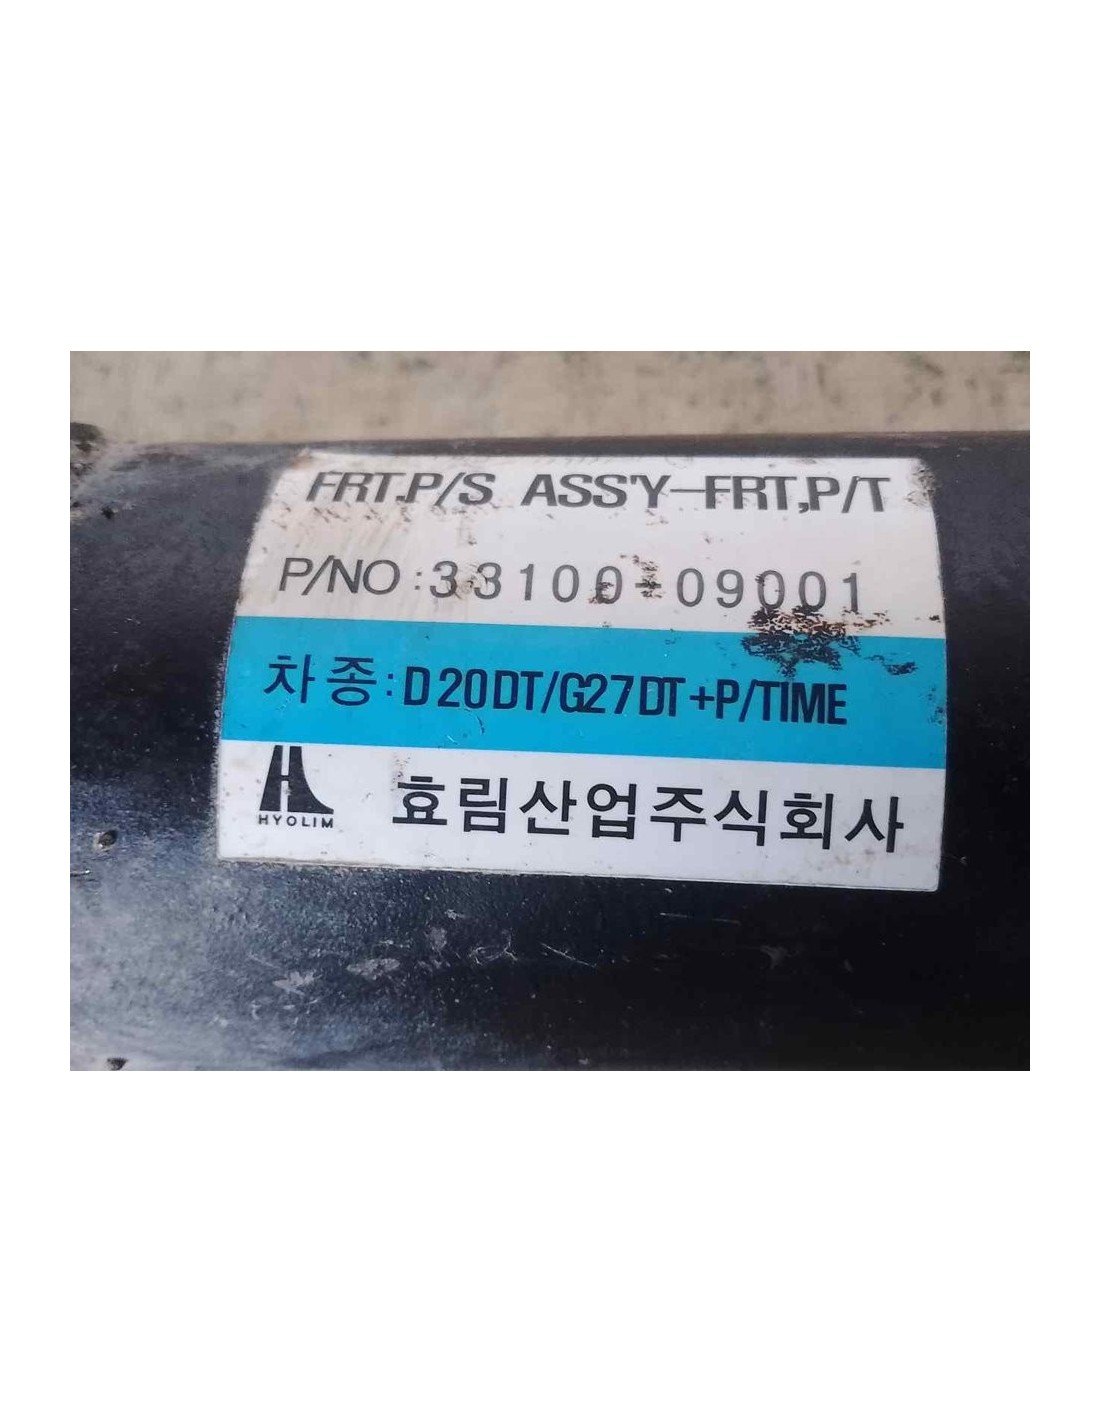 FRT.P/S ASS'Y-FRT,P/T
P/NO:33100-09001
차종:D20DT/G27DT+P/TIME
HYOLIM
효림산업주식회사